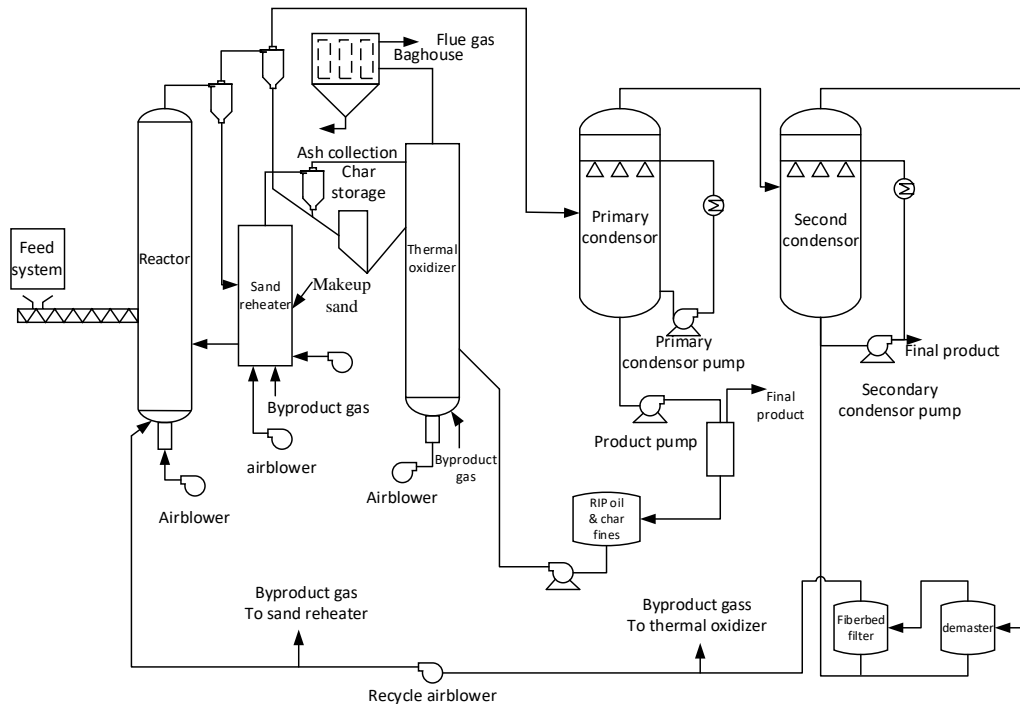 Flue gas
Baghouse
Ash collection
Char
storage
Feed
system
Reactor
Sand
reheater
Makeup
sand
Thermal
oxidizer
Primary
condensor
M
Second
condensor
M
Primary
condensor pump
Final product
Secondary
condensor pump
Byproduct gas
airblower
Airblower
Airblower
Byproduct
gas
Product pump
Final
product
RIP oil
& char
fines
Byproduct gas
To sand reheater
Byproduct gass
To thermal oxidizer
Fiberbed
filter
demaster
Recycle airblower